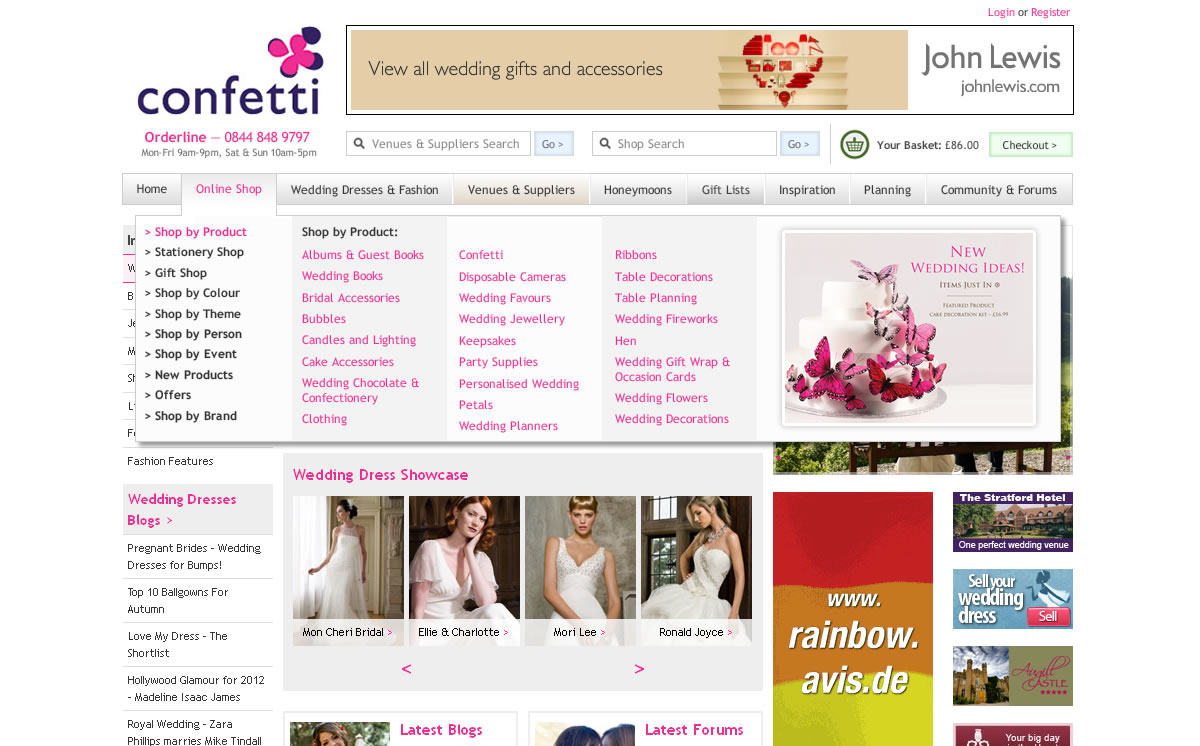 Login or Register
confetti
View all wedding gifts and accessories
John Lewis
johnlewis.com
Orderline — 0844 848 9797
Mon-Fri 9am-9pm, Sat & Sun 10am-5pm
Venues & Suppliers Search
Go >
Shop Search
Go >
Your Basket: £86.00
Checkout >
Home
Online Shop
Wedding Dresses & Fashion
Venues & Suppliers
Honeymoons
Gift Lists
Inspiration
Planning
Community & Forums
> Shop by Product
> Stationery Shop
> Gift Shop
> Shop by Colour
> Shop by Theme
> Shop by Person
> Shop by Event
> New Products
> Offers
> Shop by Brand
Shop by Product:
Albums & Guest Books
Wedding Books
Bridal Accessories
Bubbles
Candles and Lighting
Cake Accessories
Wedding Chocolate &
Confectionery
Clothing
Confetti
Disposable Cameras
Wedding Favours
Wedding Jewellery
Keepsakes
Party Supplies
Personalised Wedding
Petals
Wedding Planners
Ribbons
Table Decorations
Table Planning
Wedding Fireworks
Hen
Wedding Gift Wrap &
Occasion Cards
Wedding Flowers
Wedding Decorations
New
Wedding Ideas!
Items Just In
Featured Product
Cake Decoration Kit - £16.99
Fashion Features
Wedding Dresses
Blogs >
Pregnant Brides - Wedding
Dresses for Bumps!
Top 10 Ballgowns For
Autumn
Love My Dress - The
Shortlist
Hollywood Glamour for 2012
- Madeline Isaac James
Royal Wedding - Zara
Phillips marries Mike Tindall
Wedding Dress Showcase
Mon Cheri Bridal >
Ellie & Charlotte >
Mori Lee >
Ronald Joyce >
<
>
Latest Blogs
Latest Forums
www.
rainbow.
avis.de
The Stratford Hotel
One perfect wedding venue
Sell your
wedding
dress
Sell
Augill
CASTLE
Your big day